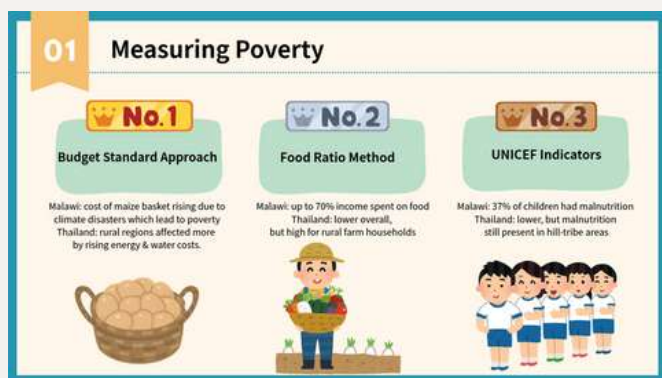 01
Measuring Poverty
No.1
Budget Standard Approach
Malawi: cost of maize basket rising due to
climate disasters which lead to poverty
Thailand: rural regions affected more
by rising energy & water costs.
No.2
Food Ratio Method
Malawi: up to 70% income spent on food
Thailand: lower overall,
but high for rural farm households
No.3
UNICEF Indicators
Malawi: 37% of children had malnutrition
Thailand: lower, but malnutrition
still present in hill-tribe areas